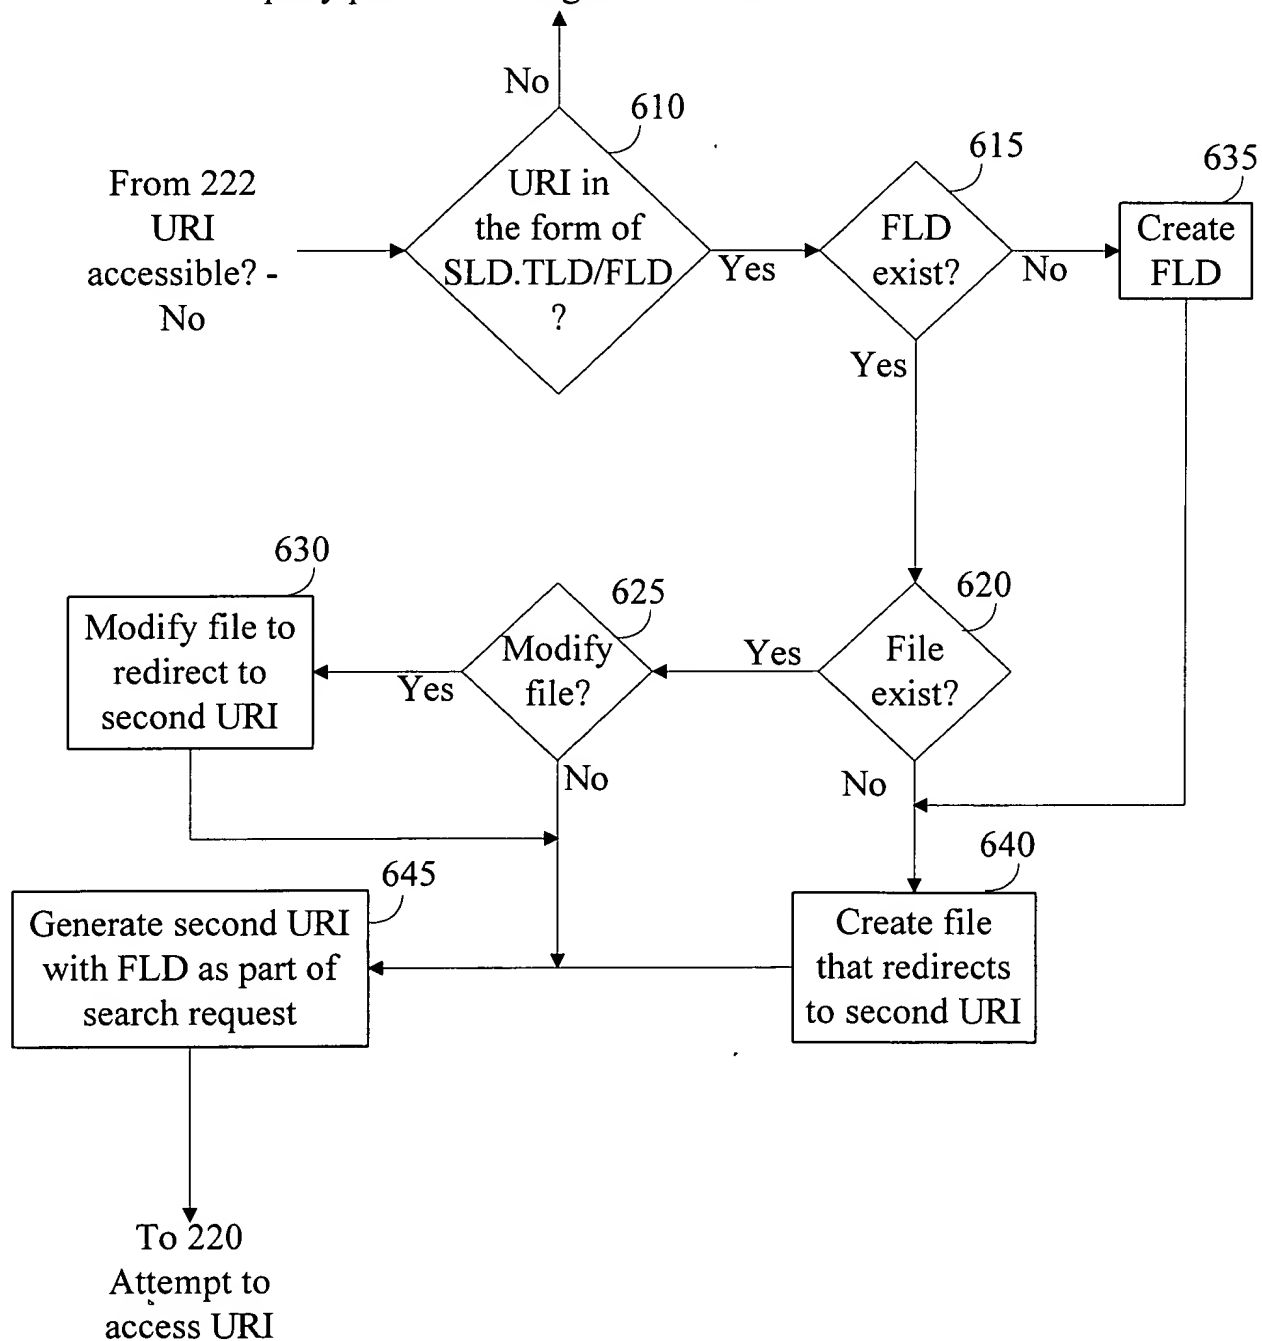 No
610
615
635
From 222
URI
accessible? -
No
URI in
the form of
SLD.TLD/FLD
?
Yes
FLD
exist?
No
Create
FLD
Yes
630
625
620
Modify file to
redirect to
second URI
Yes
Modify
file?
Yes
File
exist?
No
No
645
640
Generate second URI
with FLD as part of
search request
Create file
that redirects
to second URI
To 220
Attempt to
access URI